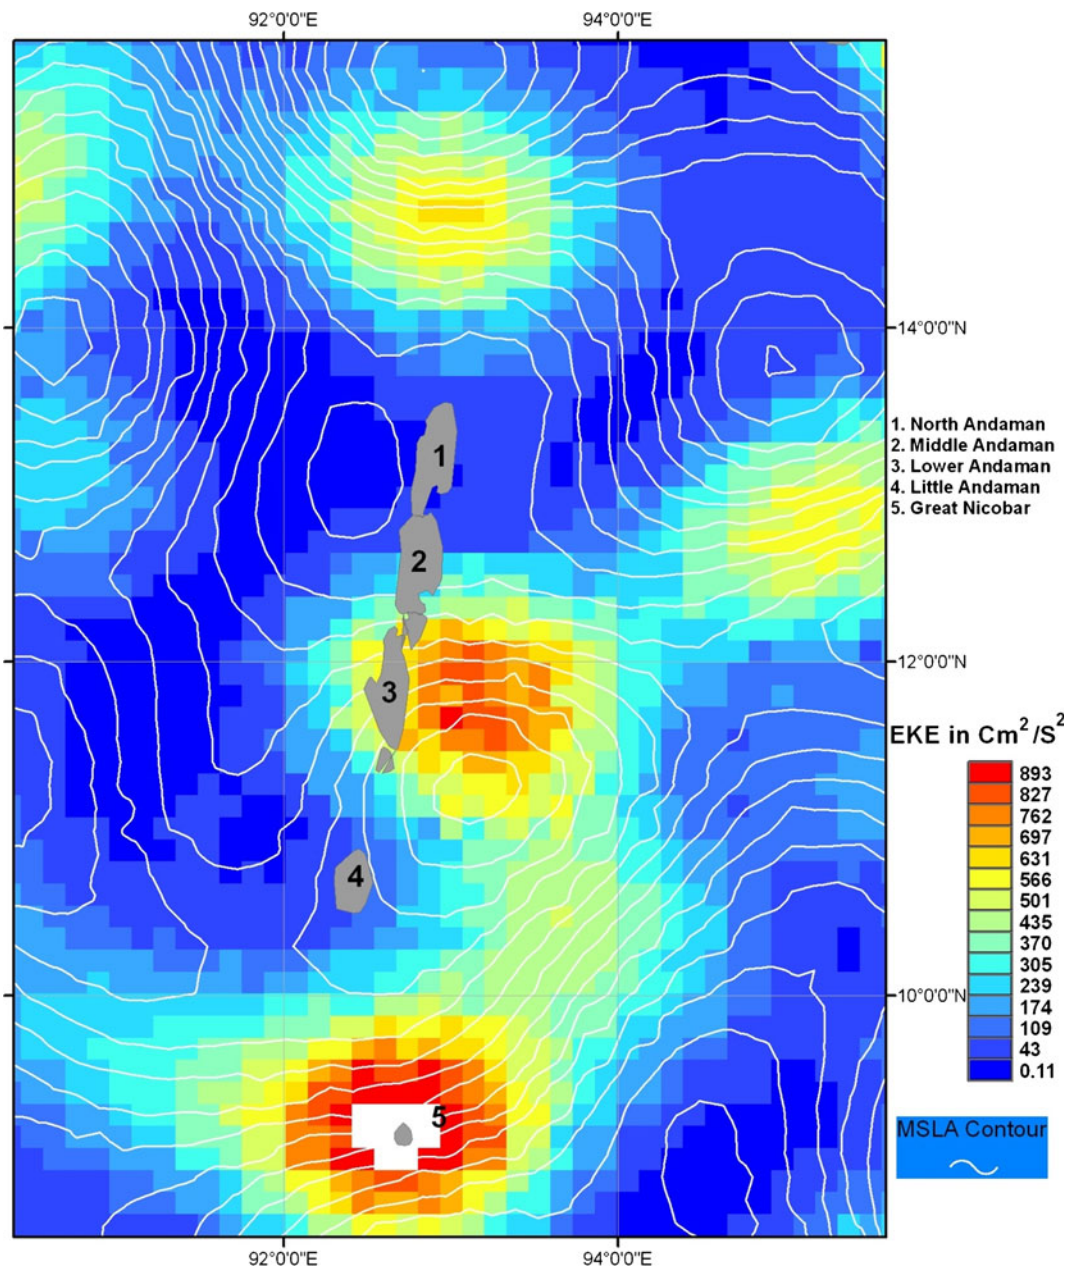 92°0'0"E 94°0'0"E
14°0'0"N
1. North Andaman
2. Middle Andaman
3. Lower Andaman
4. Little Andaman
5. Great Nicobar
1
2
12°0'0"N
3
EKE in Cm²/S²
893
827
762
697
631
566
501
435
370
305
239
174
109
43
0.11
4
10°0'0"N
5
MSLA Contour
92°0'0"E 94°0'0"E